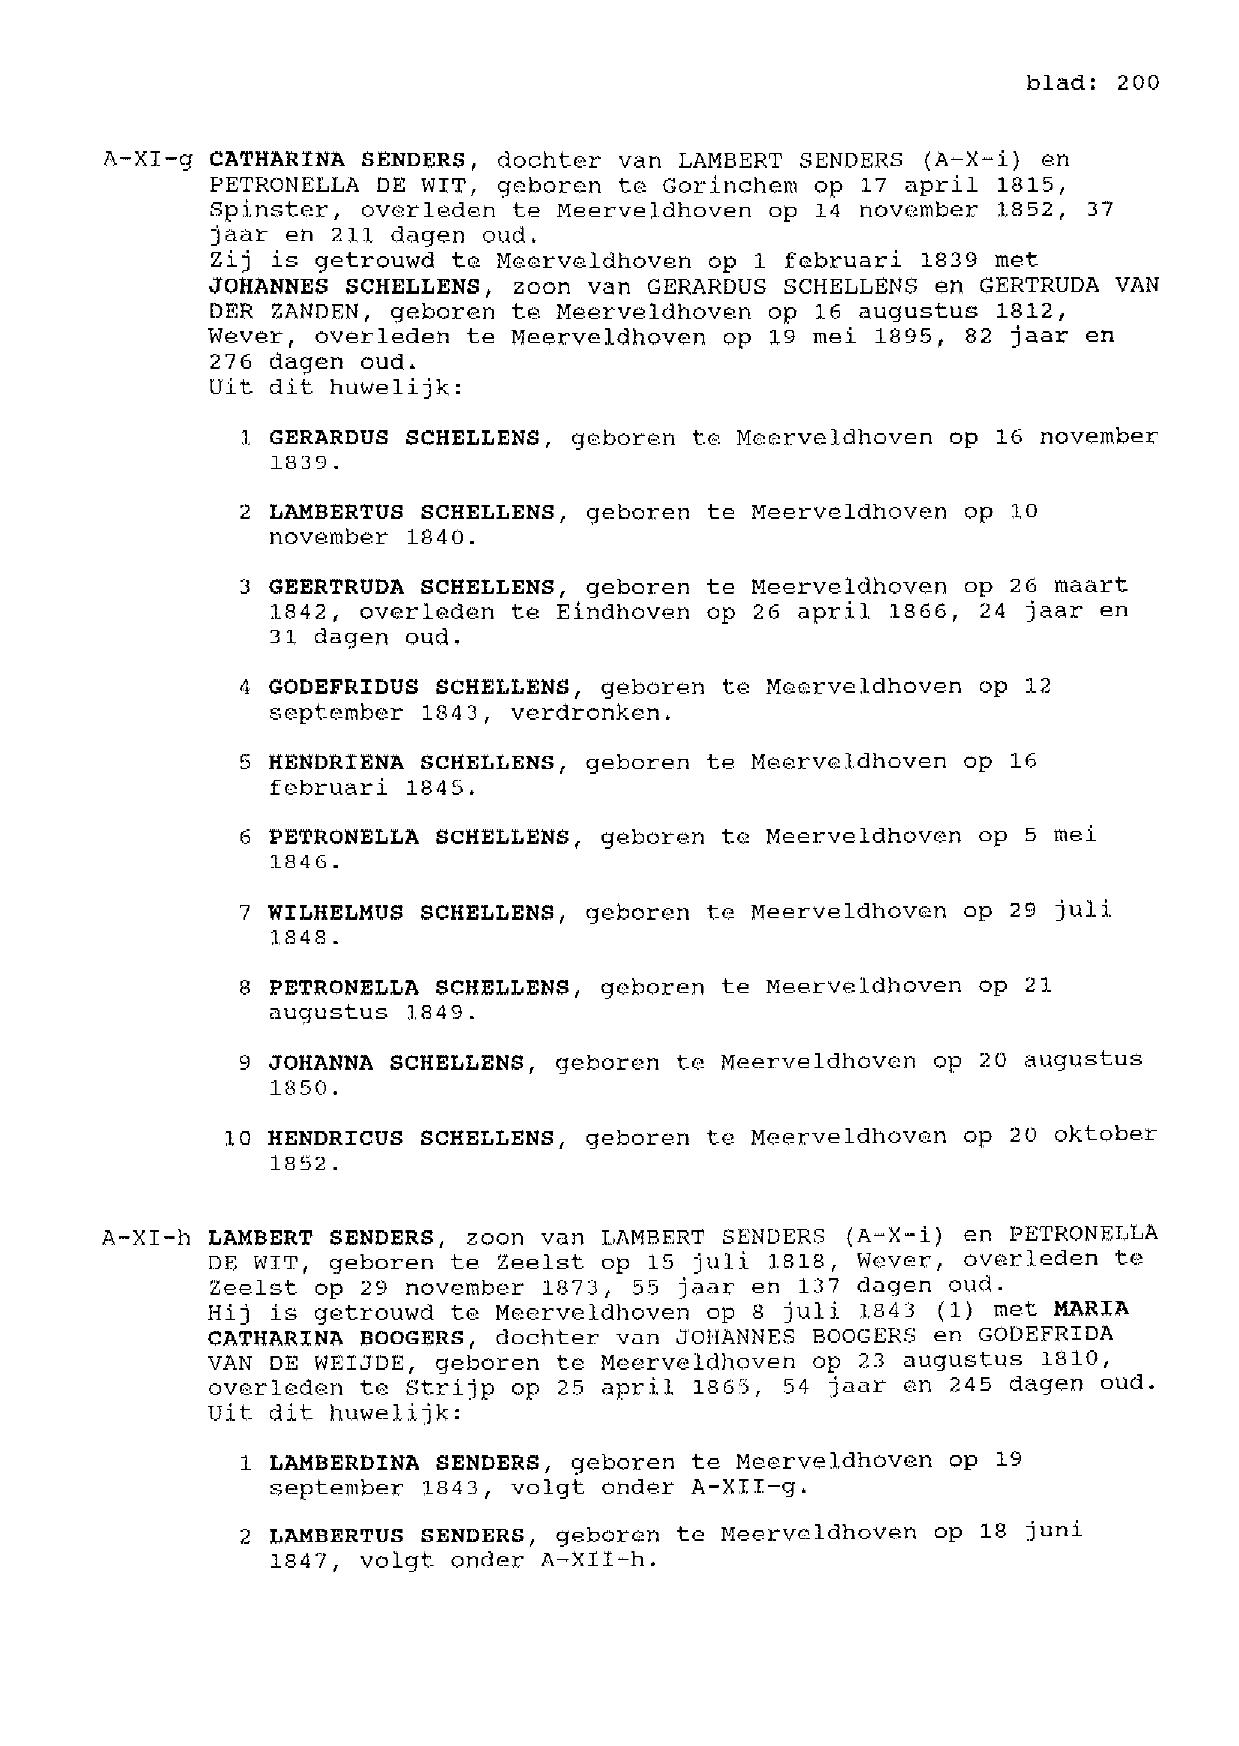 blad: 200
A-XI-g CATHARINA SENDERS, dochter van LAMBERT SENDERS (A-X-i) en
PETRONELLA DE WIT, geboren te Gorinchem op 17 april 1815,
Spinster, overleden te Meerveldhoven op 14 november 1852, 37
jaar en 211 dagen oud.
Zij is getrouwd te Meerveldhoven op 1 februari 1839 met
JOHANNES SCHELLENS, zoon van GERARDUS SCHELLENS en GERTRUDA VAN
DER ZANDEN, geboren te Meerveldhoven op 16 augustus 1812,
Wever, overleden te Meerveldhoven op 19 mei 1895, 82 jaar en
276 dagen oud.
Uit dit huwelijk:
1 GERARDUS SCHELLENS, geboren te Meerveldhoven op 16 november
1839.
2 LAMBERTUS SCHELLENS, geboren te Meerveldhoven op 10
november 1840.
3 GEERTRUDA SCHELLENS, geboren te Meerveldhoven op 26 maart
1842, overleden te Eindhoven op 26 april 1866, 24 jaar en
31 dagen oud.
4 GODEFRIDUS SCHELLENS, geboren te Meerveldhoven op 12
september 1843, verdronken.
5 HENDRIENA SCHELLENS, geboren te Meerveldhoven op 16
februari 1845.
6 PETRONELLA SCHELLENS, geboren te Meerveldhoven op 5 mei
1846.
7 WILHELMUS SCHELLENS, geboren te Meerveldhoven op 29 juli
1848.
8 PETRONELLA SCHELLENS, geboren te Meerveldhoven op 21
augustus 1849.
9 JOHANNA SCHELLENS, geboren te Meerveldhoven op 20 augustus
1850.
10 HENDRICUS SCHELLENS, geboren te Meerveldhoven op 20 oktober
1852.
A-XI-h LAMBERT SENDERS, zoon van LAMBERT SENDERS (A-X-i) en PETRONELLA
DE WIT, geboren te Zeelst op 15 juli 1818, Wever, overleden te
Zeelst op 29 november 1873, 55 jaar en 137 dagen oud.
Hij is getrouwd te Meerveldhoven op 8 juli 1843 (1) met MARIA
CATHARINA BOOGERS, dochter van JOHANNES BOOGERS en GODEFRIDA
VAN DE WEIJDE, geboren te Meerveldhoven op 23 augustus 1810,
overleden te Strijp op 25 april 1865, 54 jaar en 245 dagen oud.
Uit dit huwelijk:
1 LAMBERDINA SENDERS, geboren te Meerveldhoven op 19
september 1843, volgt onder A-XII-g.
2 LAMBERTUS SENDERS, geboren te Meerveldhoven op 18 juni
1847, volgt onder A-XII-h.